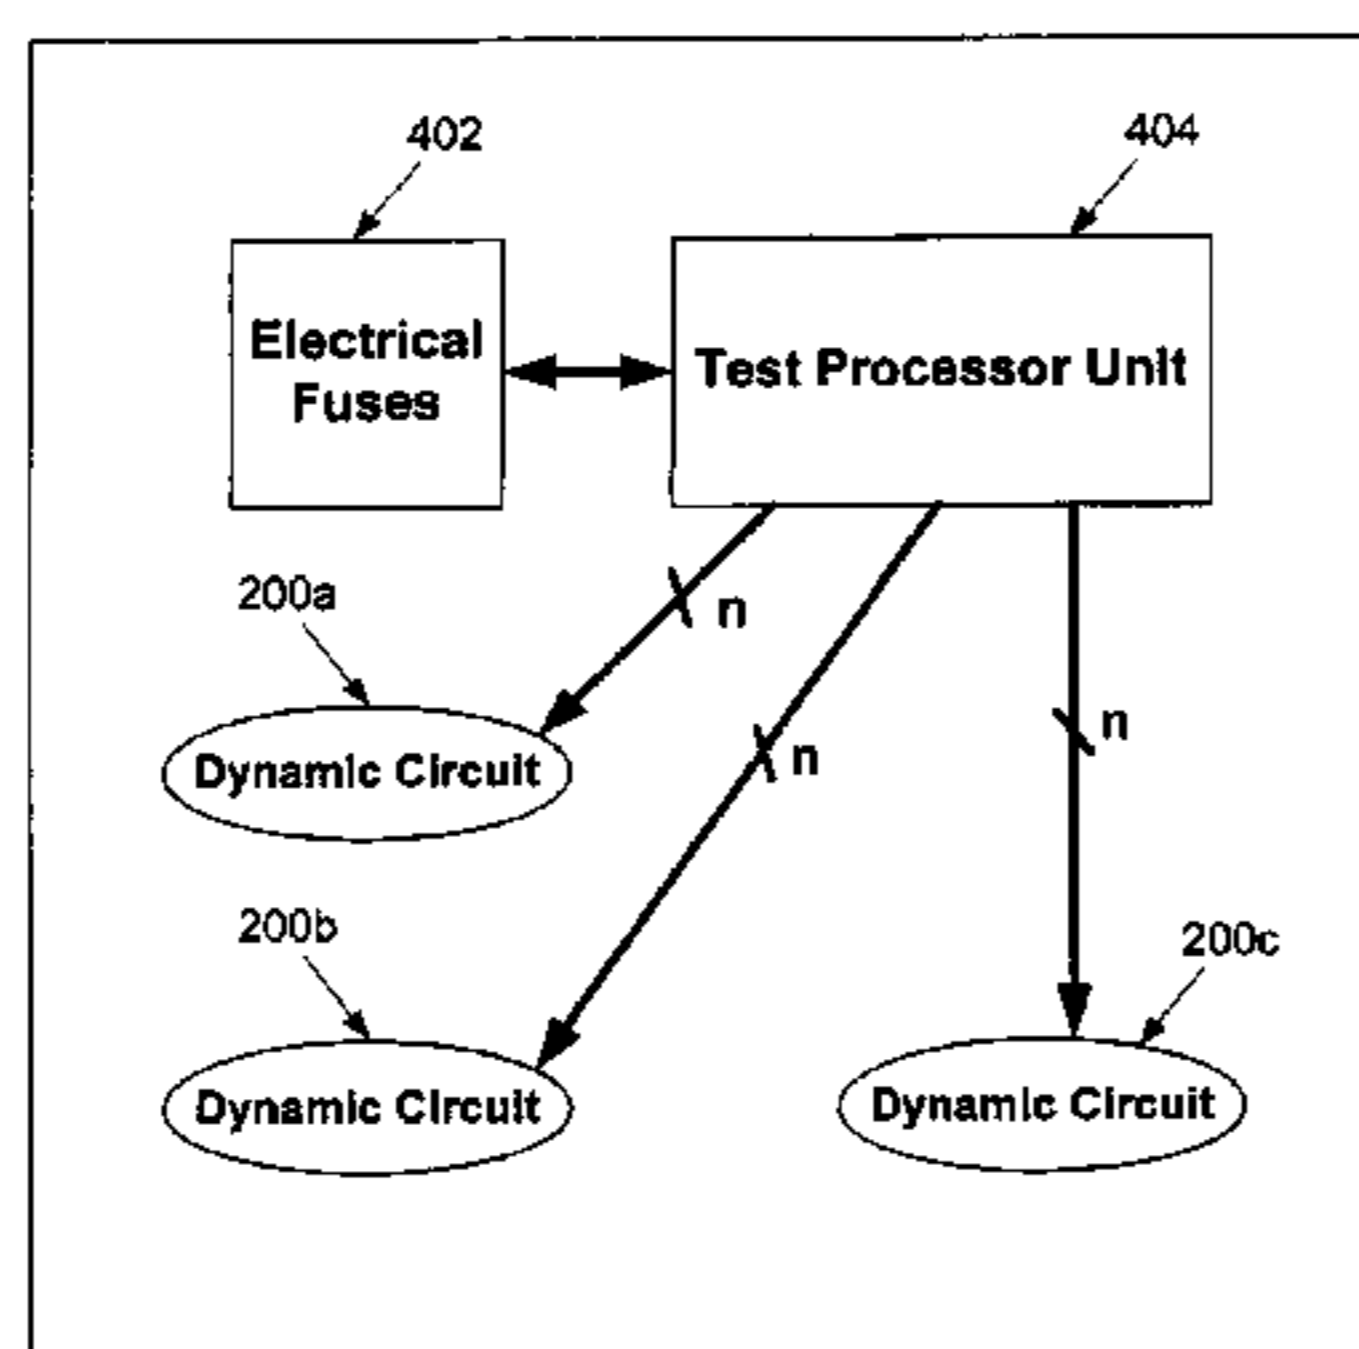 402
404
Electrical
Fuses
Test Processor Unit
200a
n
Dynamic Circuit
n
n
200b
200c
Dynamic Circuit
Dynamic Circuit